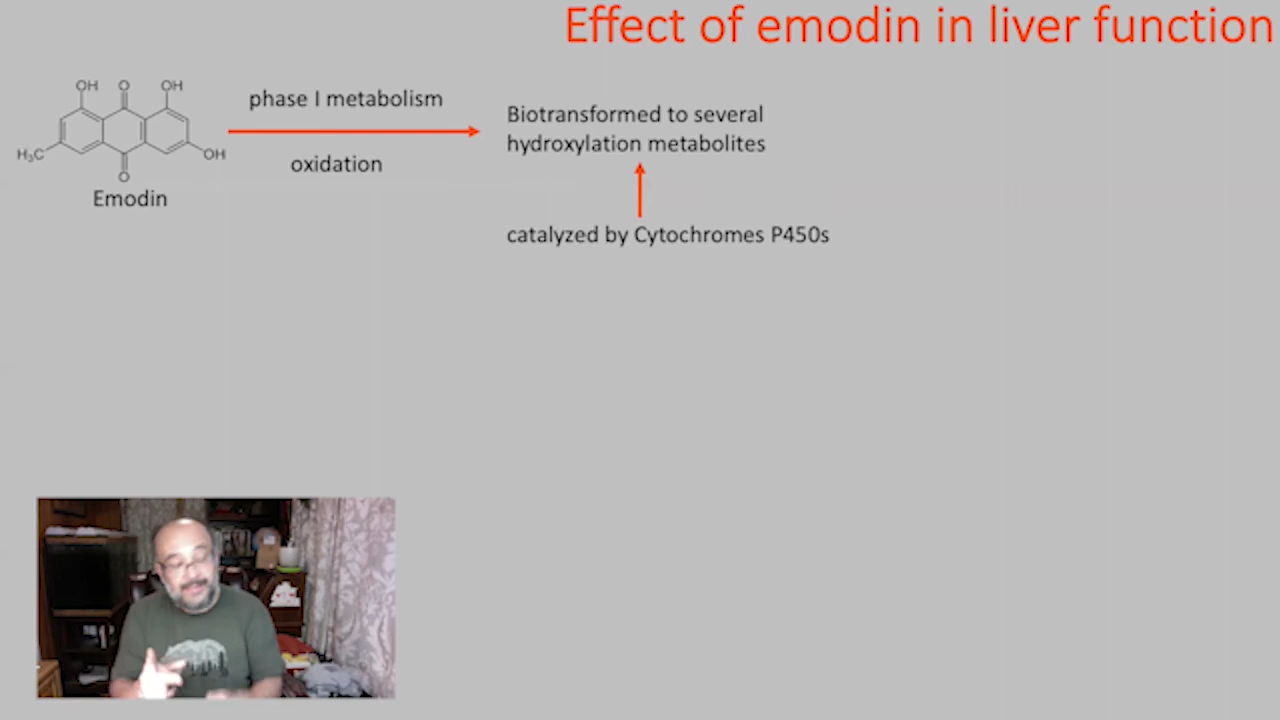 Effect of emodin in liver function
OH O OH
phase I metabolism
Biotransformed to several
hydroxylation metabolites
H₃C
OH
oxidation
O
Emodin
catalyzed by Cytochromes P450s